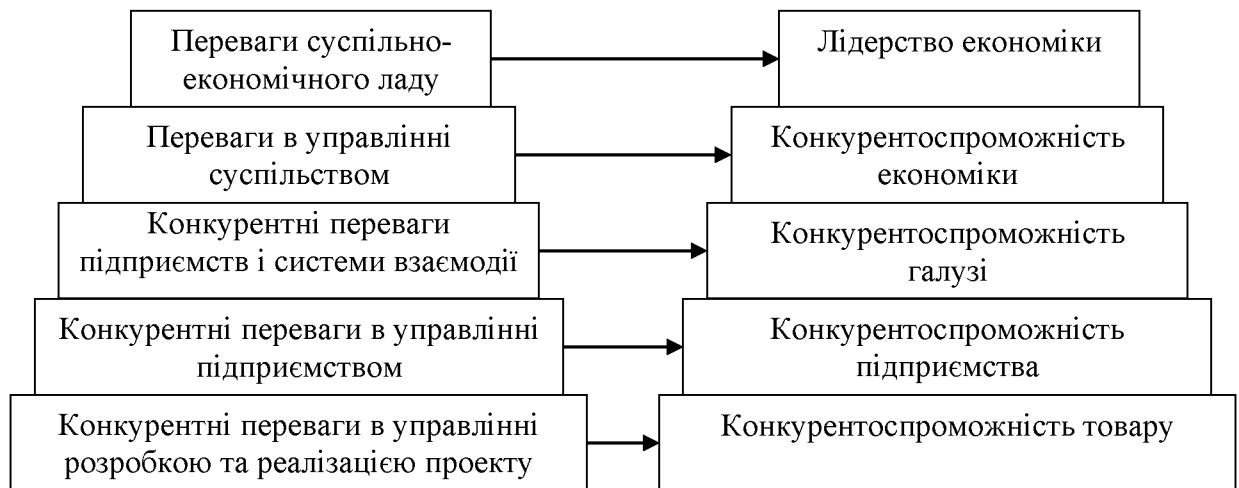 Переваги суспільно-
економічного ладу
Лідерство економіки
Переваги в управлінні
суспільством
Конкурентоспроможність
економіки
Конкурентні переваги
підприємств і системи взаємодії
Конкурентоспроможність
галузі
Конкурентні переваги в управлінні
підприємством
Конкурентоспроможність
підприємства
Конкурентні переваги в управлінні
розробкою та реалізацією проекту
Конкурентоспроможність товару